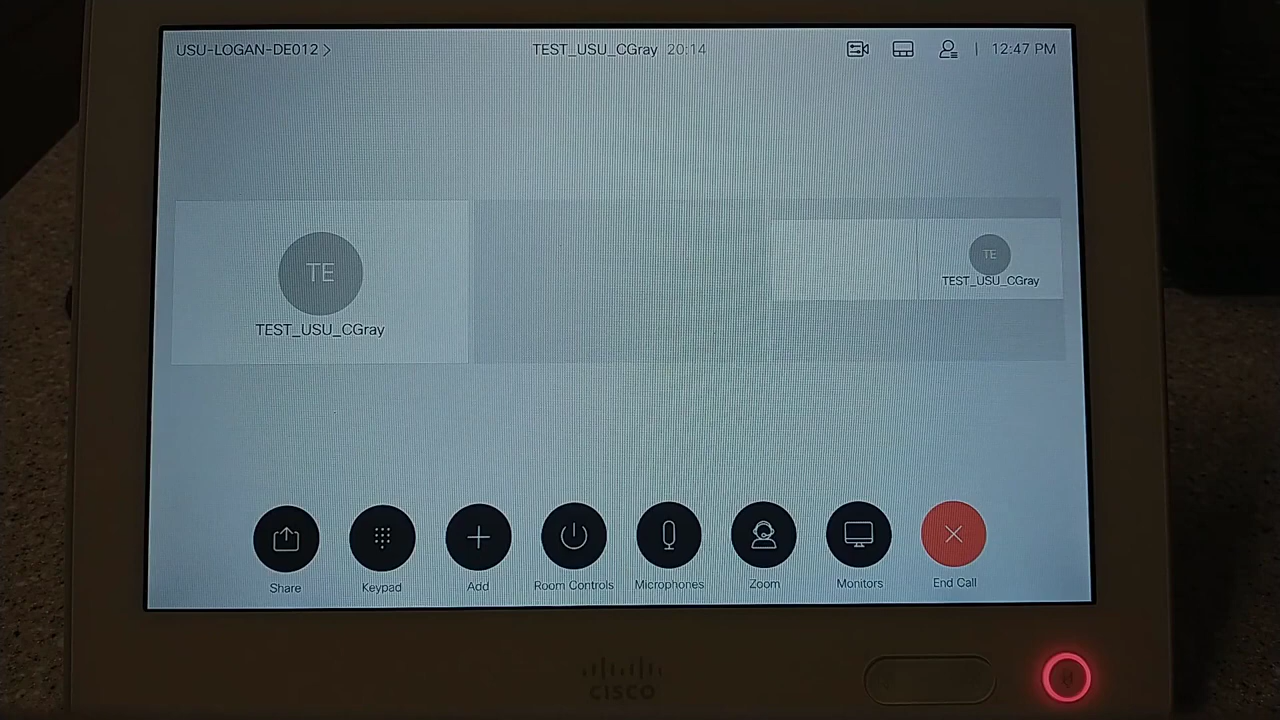 USU-LOGAN-DE012 >
TEST_USU_CGray 20:14
| 12:47 PM
TE
TEST_USU_CGray
TE
TEST_USU_CGray
Share
Keypad
Add
Room Controls
Microphones
Zoom
Monitors
End Call
CISCO